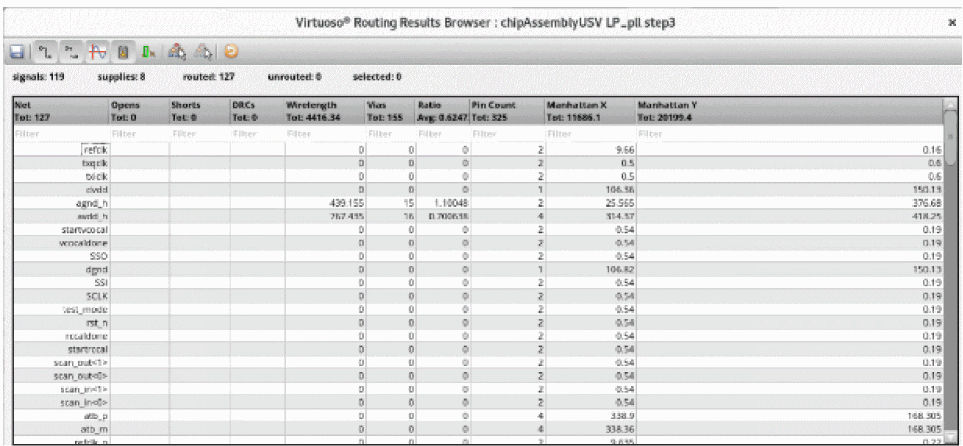 Virtuoso® Routing Results Browser : chipAssemblyUSV LP_pll step3
signals: 119 supplies: 8 routed: 127 unrouted: 0 selected: 0
Net Opens Shorts DRCs Wirelength Vias Ratio Pin Count Manhattan X Manhattan Y
Tot: 127 Tot: 0 Tot: 0 Tot: 0 Tot: 4416.34 Tot: 155 Avg: 0.6247 Tot: 325 Tot: 11686.1 Tot: 20199.4
Filter Filter Filter Filter Filter Filter Filter Filter Filter Filter
refclk 0 0 0 2 9.66 0.16
txqclk 0 0 0 2 0.5 0.6
txiclk 0 0 0 2 0.5 0.6
dvdd 0 0 0 1 106.36 150.13
agnd_h 439.155 15 1.10048 2 25.565 376.68
avdd_h 767.435 16 0.700638 4 314.37 418.25
startvcocal 0 0 0 2 0.54 0.19
vcocaldone 0 0 0 2 0.54 0.19
SSO 0 0 0 2 0.54 0.19
dgnd 0 0 0 1 106.82 150.13
SSI 0 0 0 2 0.54 0.19
SCLK 0 0 0 2 0.54 0.19
test_mode 0 0 0 2 0.54 0.19
rst_n 0 0 0 2 0.54 0.19
rccaldone 0 0 0 2 0.54 0.19
startrccal 0 0 0 2 0.54 0.19
scan_out<1> 0 0 0 2 0.54 0.19
scan_out<0> 0 0 0 2 0.54 0.19
scan_in<1> 0 0 0 2 0.54 0.19
scan_in<0> 0 0 0 2 0.54 0.19
atb_p 0 0 0 4 338.9 168.305
atb_m 0 0 0 4 338.36 168.305
refclk_n 0 0 0 2 9.635 0.22